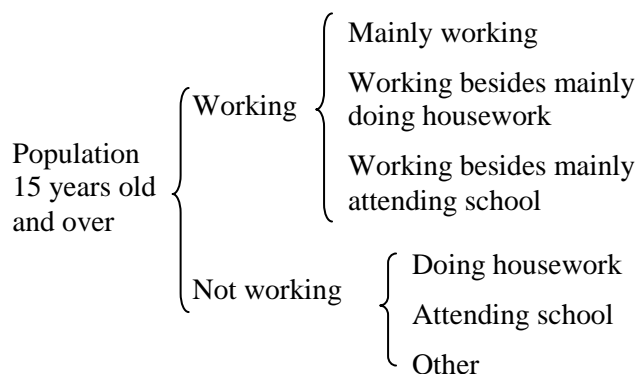 Population
15 years old
and over
Working
Mainly working
Working besides mainly
doing housework
Working besides mainly
attending school
Not working
Doing housework
Attending school
Other